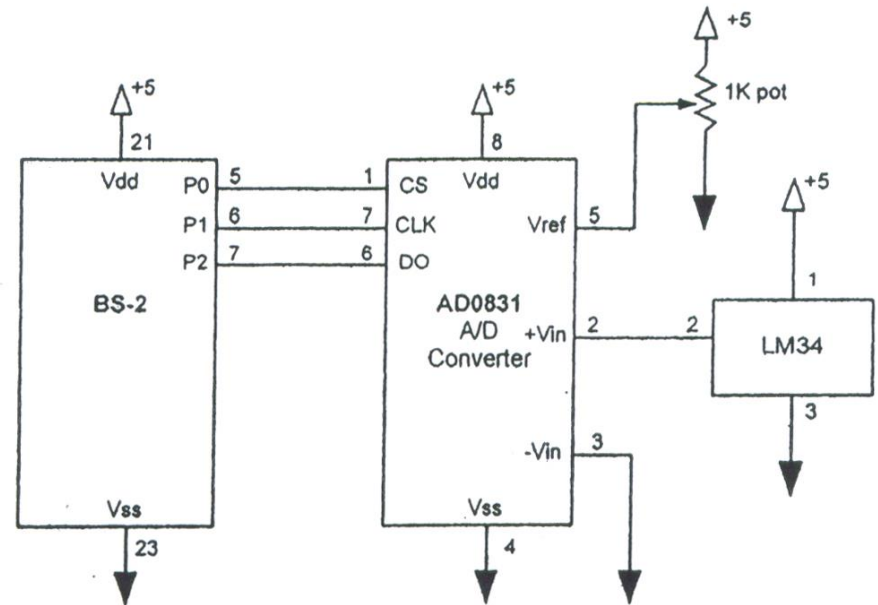 +5
1K pot
+5
21
Vdd
P0
5
P1
6
P2
7
BS-2
Vss
23
+5
8
1
CS
Vdd
7
CLK
6
DO
Vref
5
AD0831
A/D
Converter
+Vin
2
-Vin
3
Vss
4
+5
1
2
LM34
3